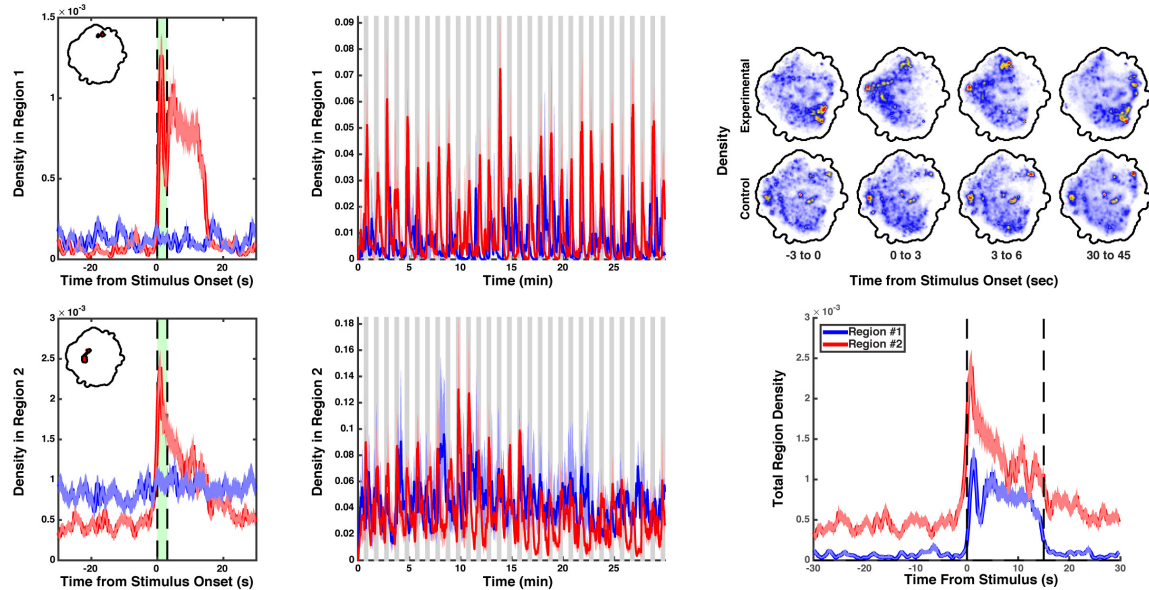 × 10⁻³
1.5
1
0.5
0
-20 0 20
Time from Stimulus Onset (s)
Density in Region 1
0.09
0.08
0.07
0.06
0.05
0.04
0.03
0.02
0.01
0
0 5 10 15 20 25 30
Time (min)
Density in Region 1
Experimental
Control
Density
-3 to 0 0 to 3 3 to 6 30 to 45
Time from Stimulus Onset (sec)
× 10⁻³
3
2.5
2
1.5
1
0.5
0
-20 0 20
Time from Stimulus Onset (s)
Density in Region 2
0.18
0.16
0.14
0.12
0.1
0.08
0.06
0.04
0.02
0
0 5 10 15 20 25 30
Time (min)
Density in Region 2
× 10⁻³
3
2.5
2
1.5
1
0.5
0
-30 -20 -10 0 10 20 30
Time From Stimulus (s)
Total Region Density
Region #1
Region #2